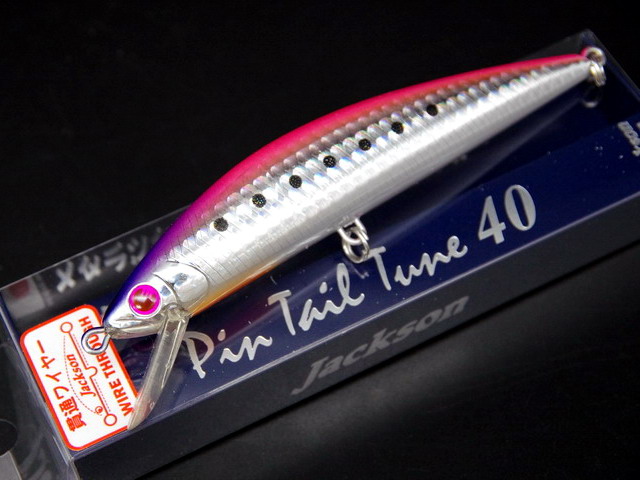 Pin Tail Tune 40
Jackson
貫通ワイヤー
Jackson
WIRE THROUGH